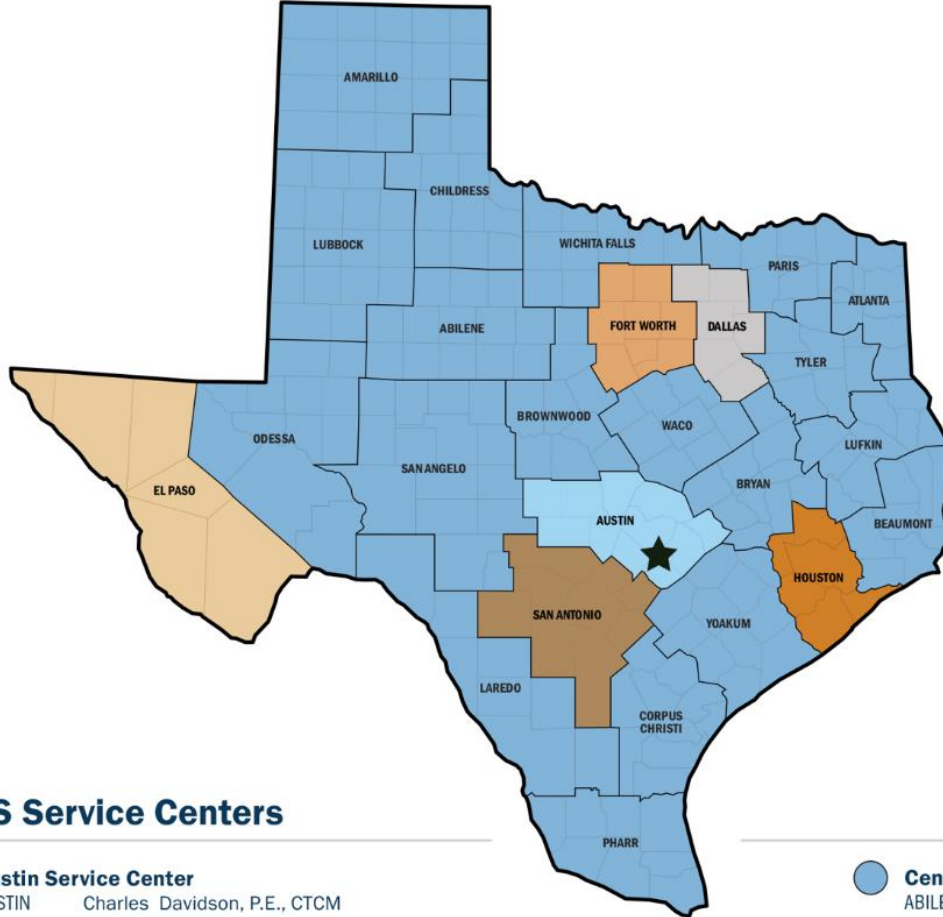 AMARILLO
CHILDRESS
LUBBOCK
WICHITA FALLS
PARIS
ATLANTA
FORT WORTH
DALLAS
ABILENE
TYLER
BROWNWOOD
WACO
ODESSA
LUFKIN
SAN ANGELO
BRYAN
EL PASO
AUSTIN
BEAUMONT
HOUSTON
SAN ANTONIO
YOAKUM
LAREDO
CORPUS
CHRISTI
PHARR
S Service Centers
stin Service Center
STIN Charles Davidson, P.E., CTCM
Cen
ABILE